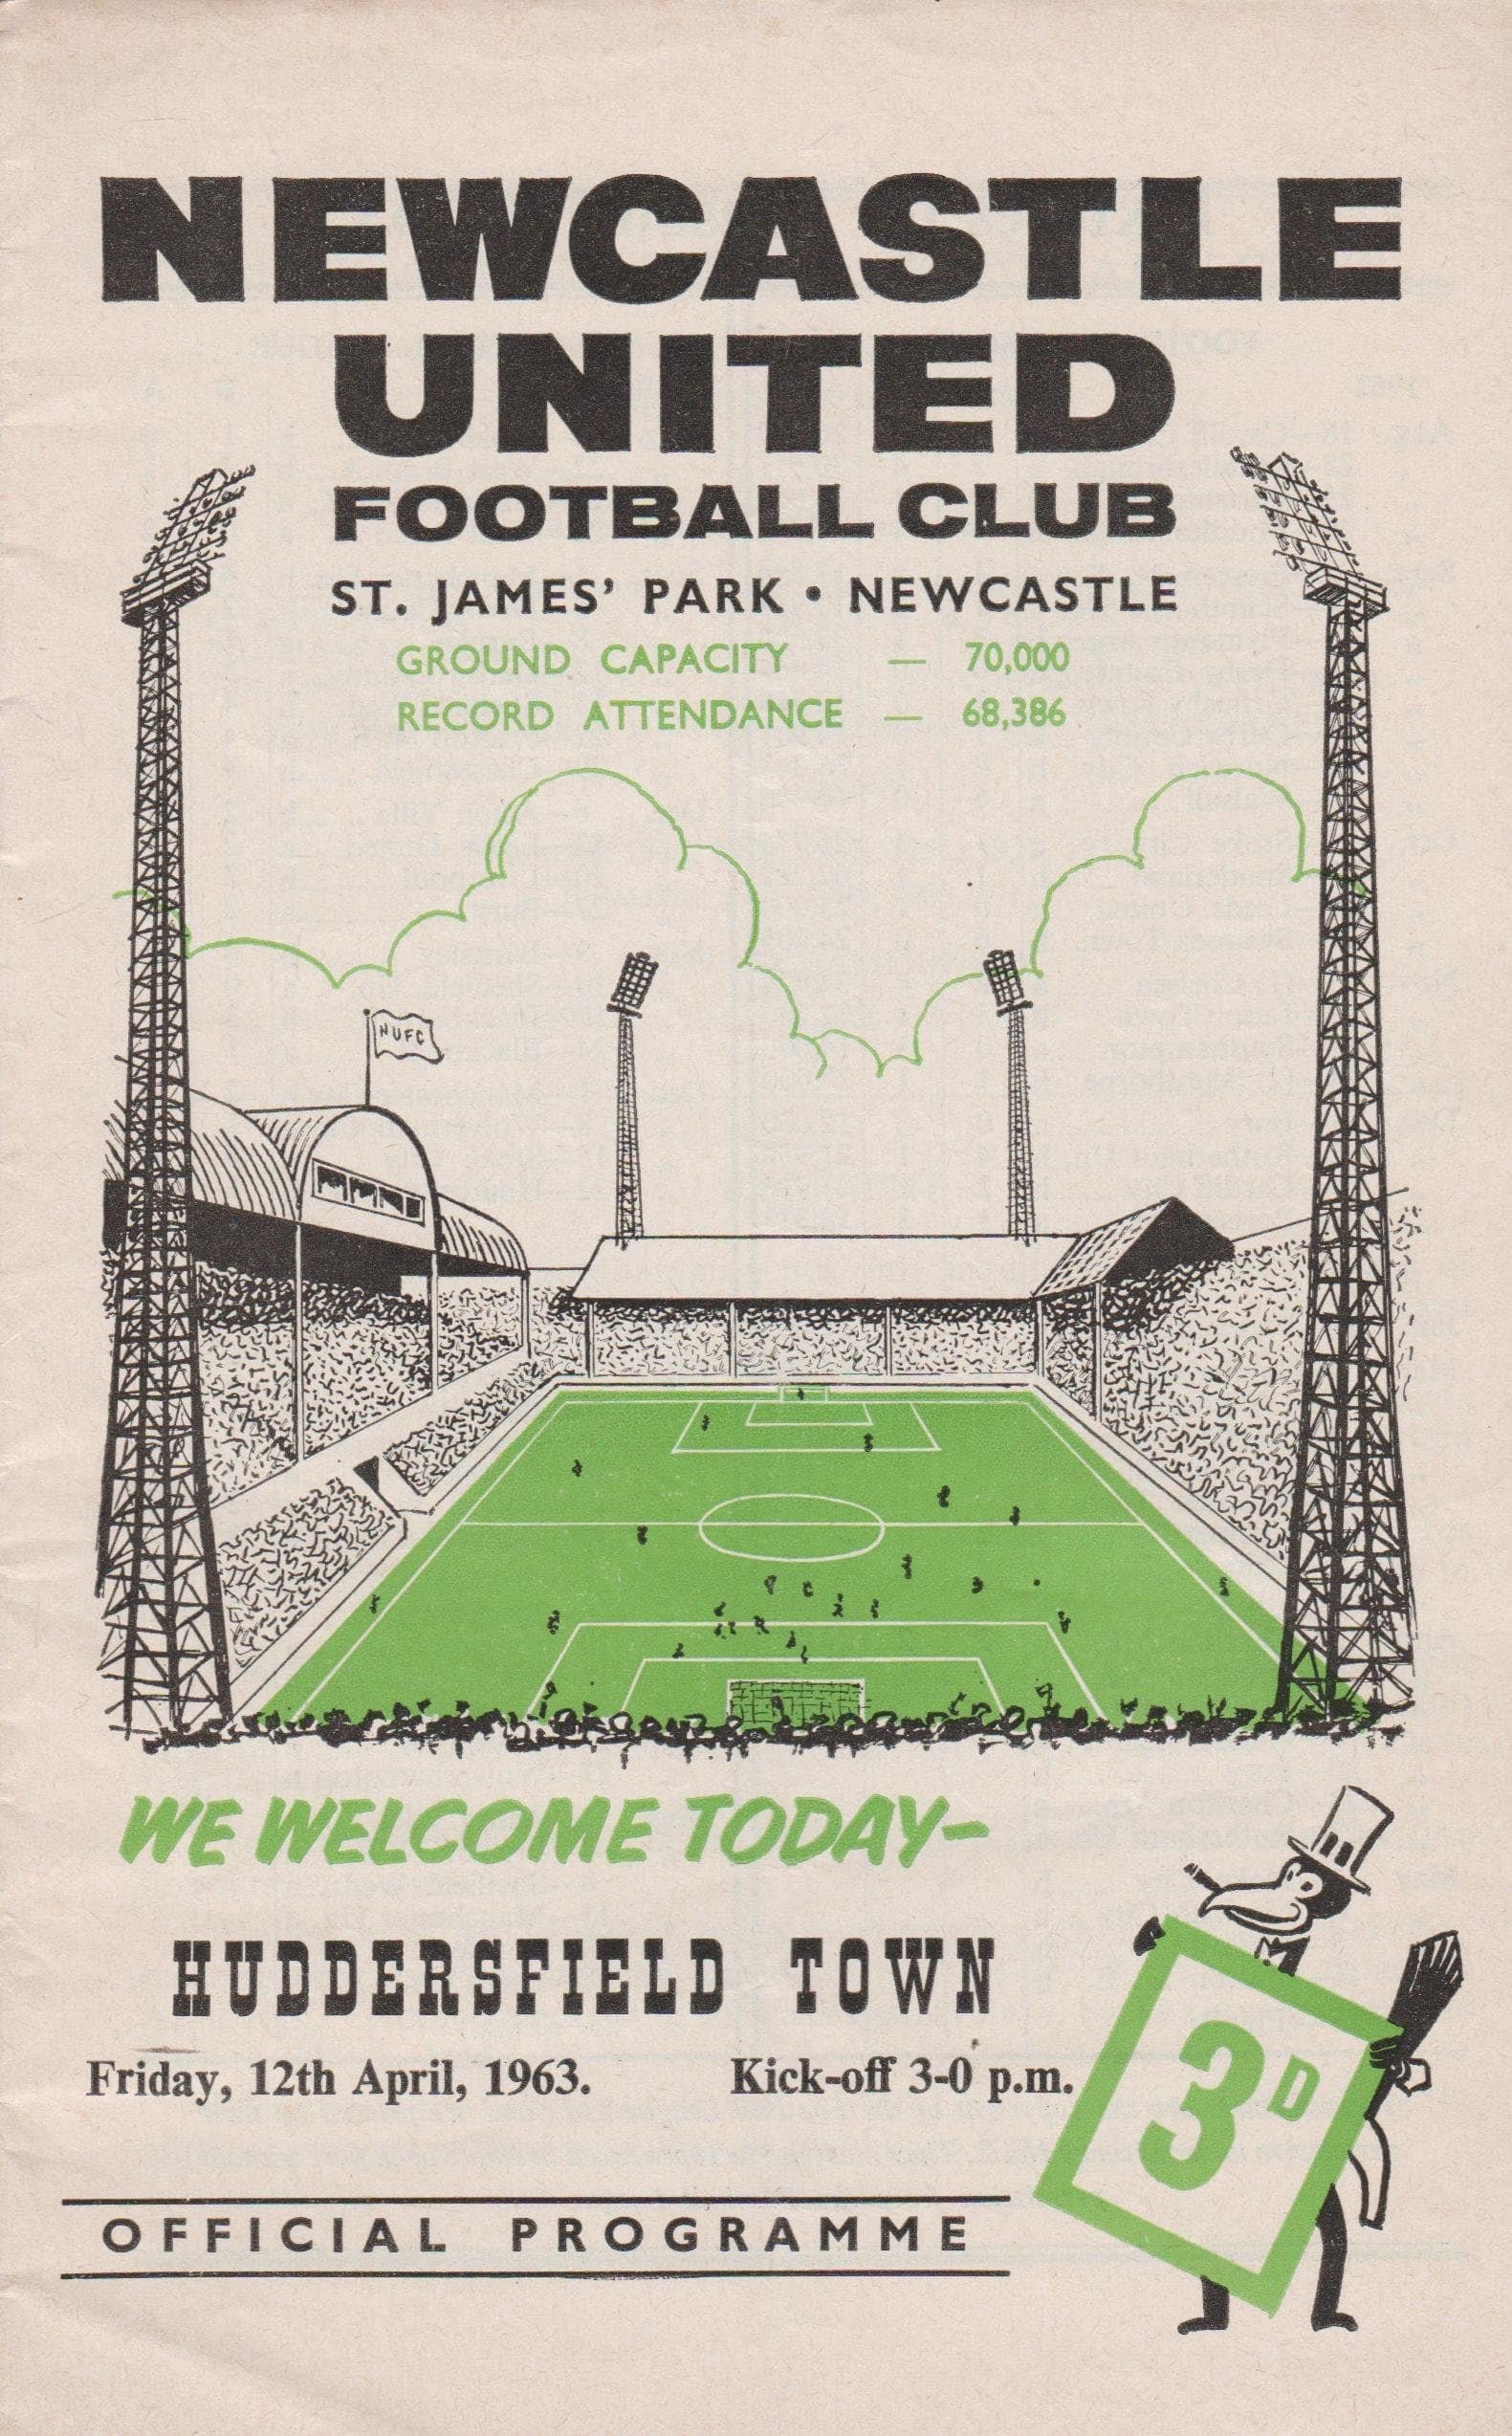 NEWCASTLE
UNITED
FOOTBALL CLUB
ST. JAMES' PARK • NEWCASTLE
GROUND CAPACITY — 70,000
RECORD ATTENDANCE — 68,386
NUFC
WE WELCOME TODAY–
HUDDERSFIELD TOWN
Friday, 12th April, 1963. Kick-off 3-0 p.m.
3D
OFFICIAL PROGRAMME